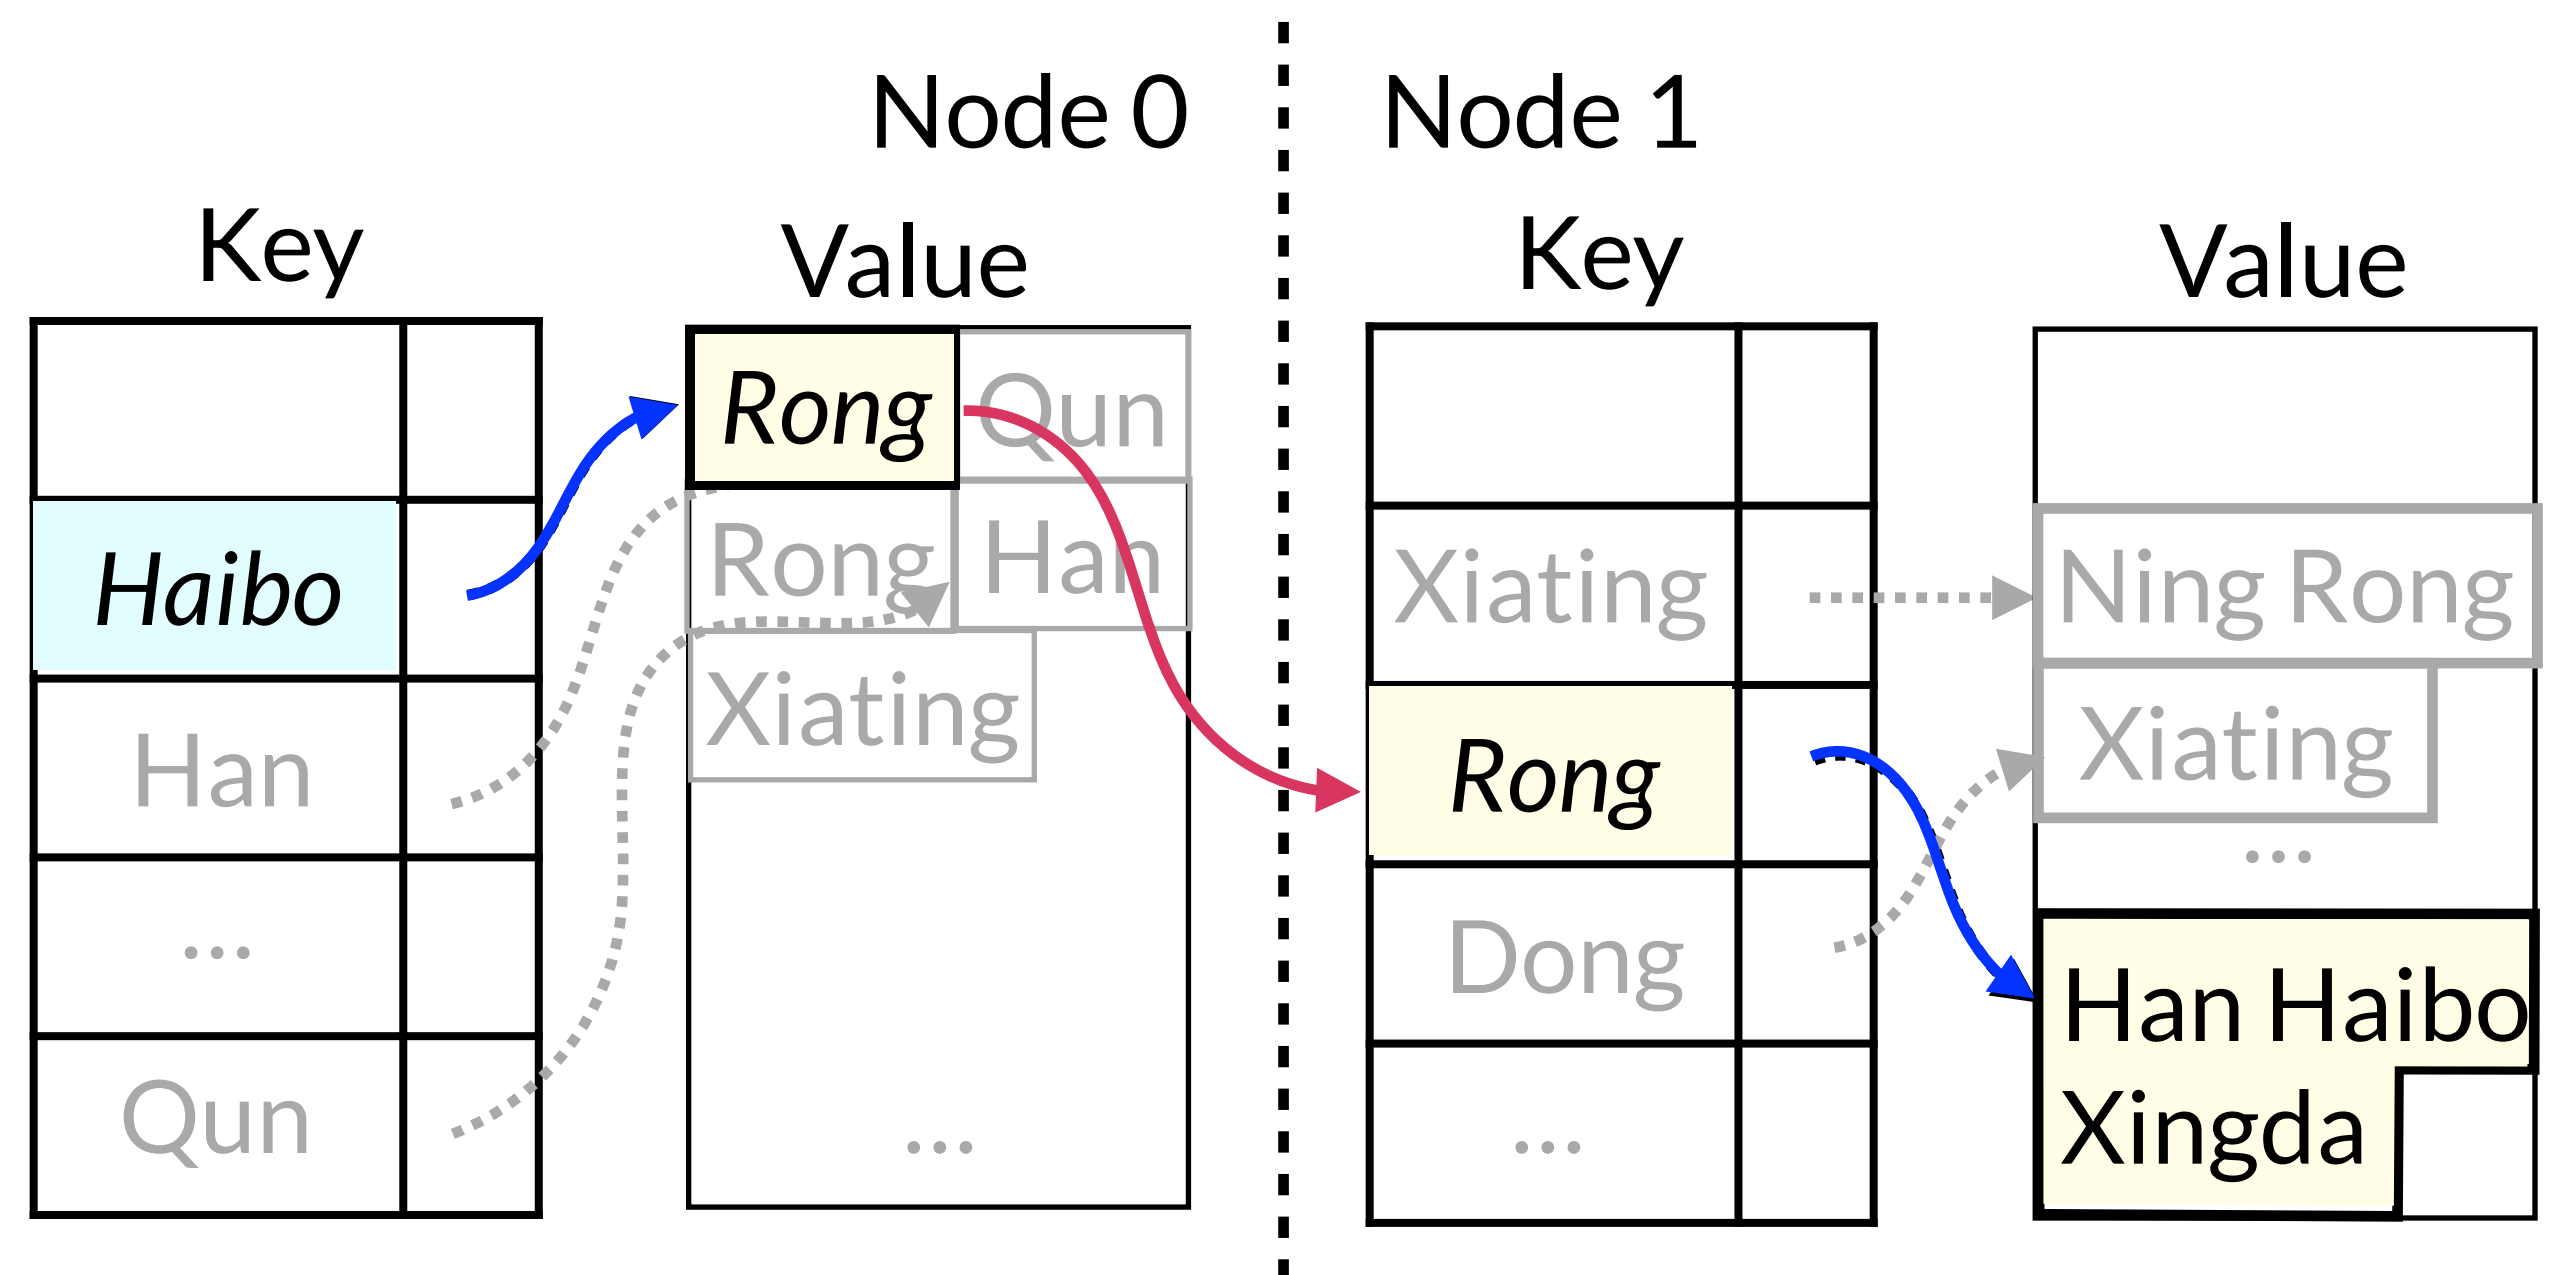 Node 0
Node 1
Key
Value
Key
Value
Rong
Qun
Haibo
Rong
Han
Xiating
Han
...
Qun
...
Xiating
Ning Rong
Rong
Xiating
...
Dong
Han Haibo
Xingda
...